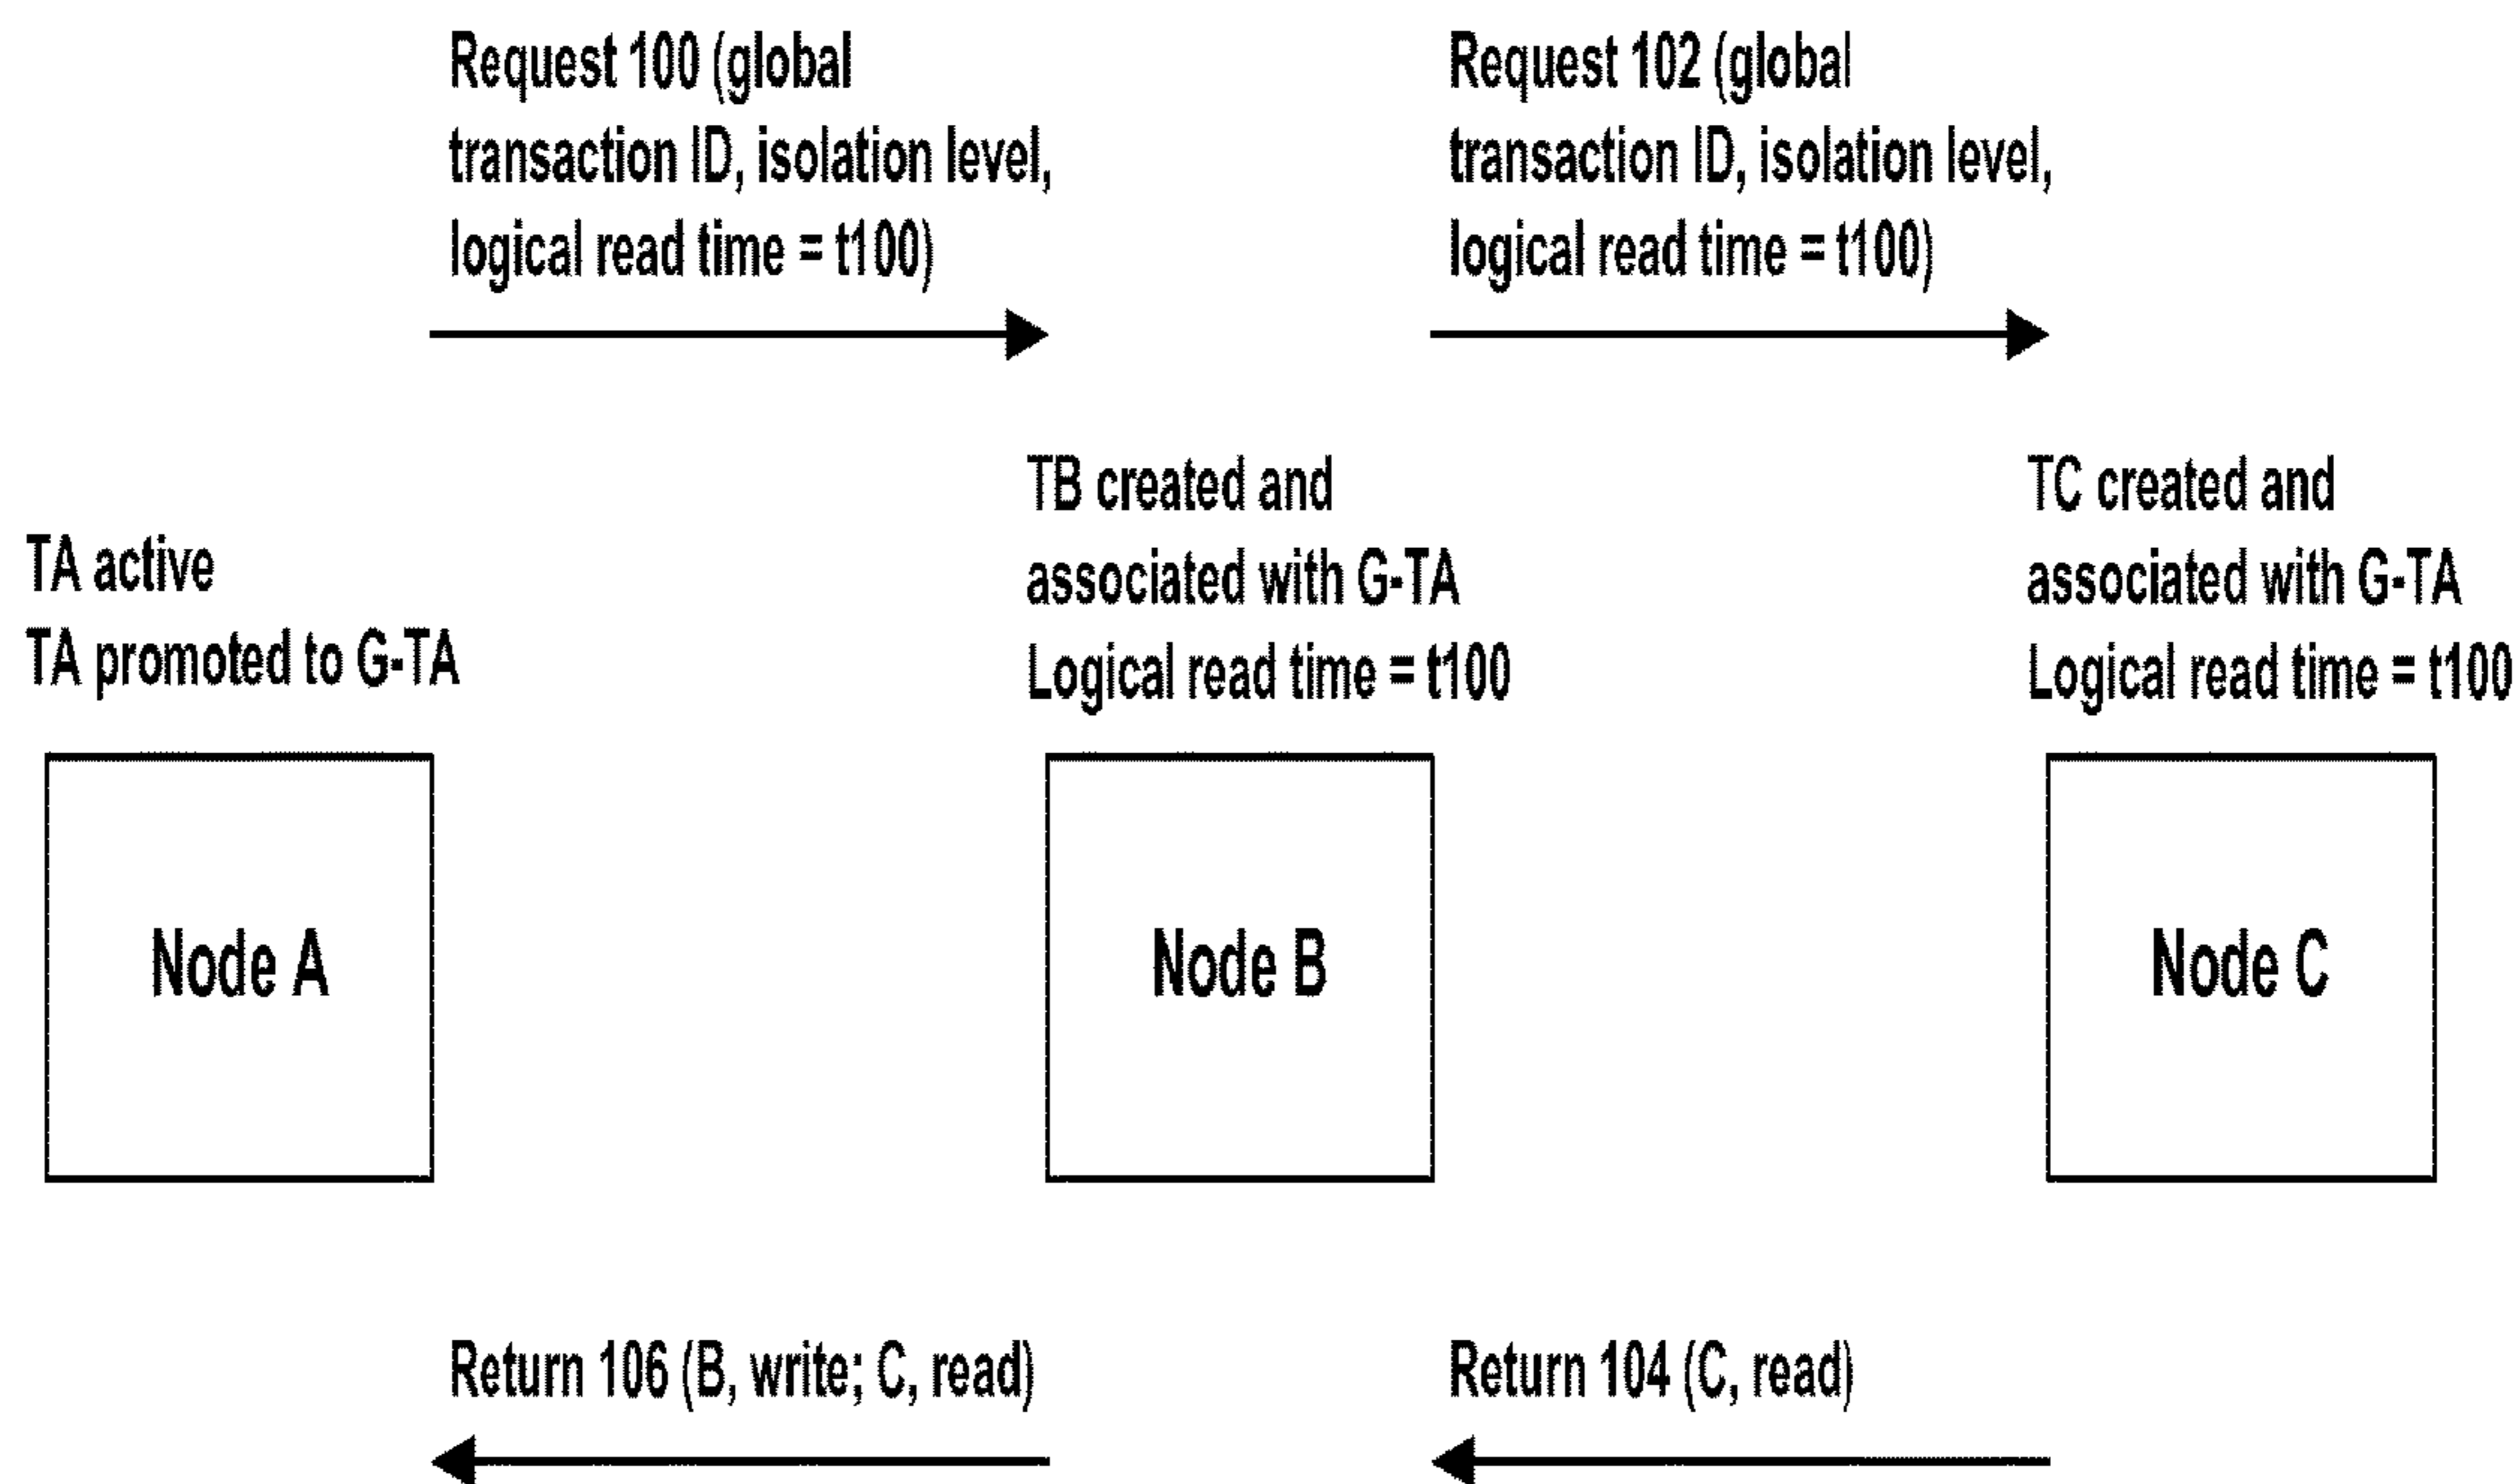 Request 100 (global
transaction ID, isolation level,
logical read time = t100)
Request 102 (global
transaction ID, isolation level,
logical read time = t100)
TA active
TA promoted to G-TA
TB created and
associated with G-TA
Logical read time = t100
TC created and
associated with G-TA
Logical read time = t100
Node A
Node B
Node C
Return 106 (B, write; C, read)
Return 104 (C, read)